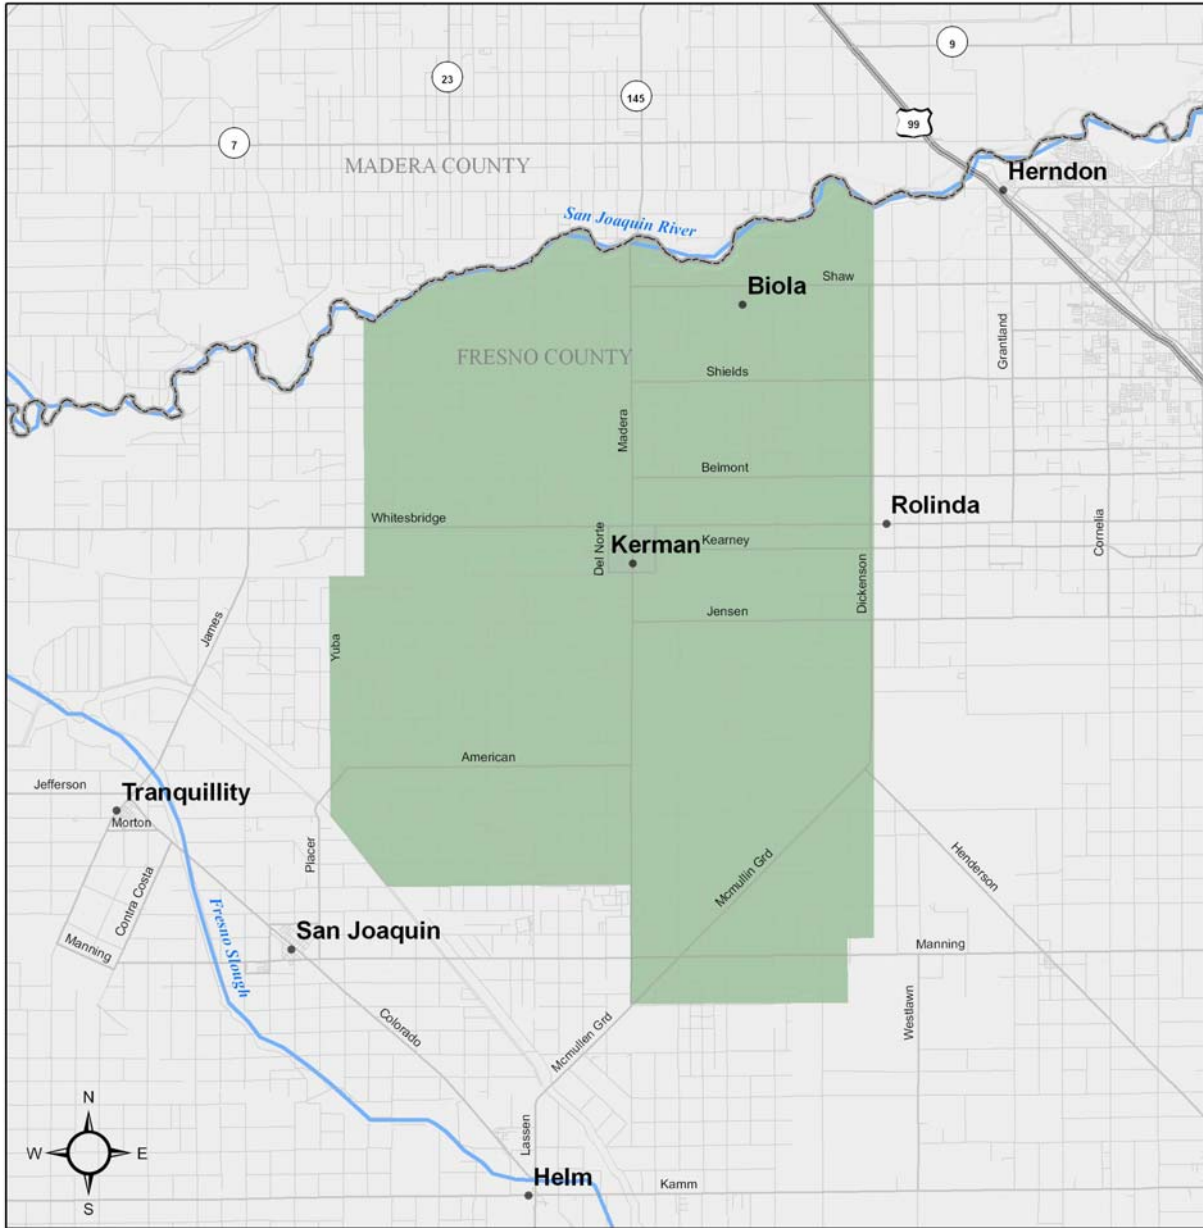 9
23
145
99
7
MADERA COUNTY
Herndon
San Joaquin River
Shaw
Biola
Grantland
FRESNO COUNTY
Shields
Madera
Belmont
Rolinda
Whitesbridge
Cornelia
Del Norte
Kerman
Kearney
Dickenson
Jensen
James
Yuba
American
Jefferson
Tranquillity
Morton
Placer
Mcmullin Grd
Henderson
Contra Costa
San Joaquin
Manning
Manning
Fresno Slough
Westlawn
Colorado
Mcmullen Grd
N
W
E
S
Lassen
Helm
Kamm